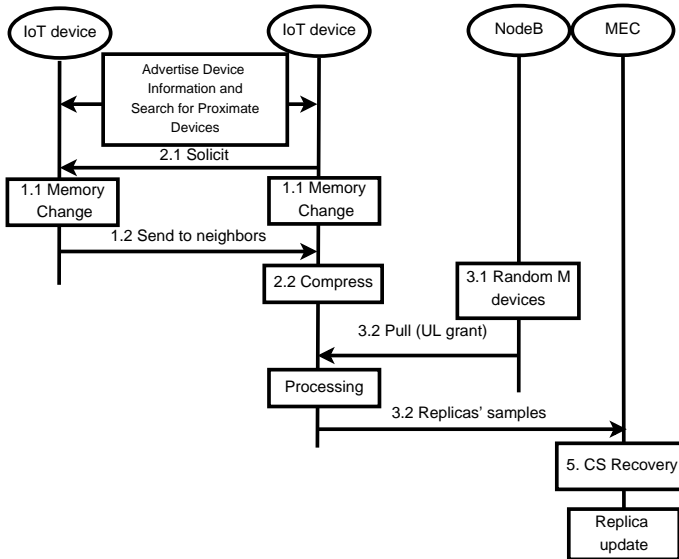 IoT device
IoT device
NodeB
MEC
Advertise Device
Information and
Search for Proximate
Devices
2.1 Solicit
1.1 Memory
Change
1.1 Memory
Change
1.2 Send to neighbors
2.2 Compress
3.1 Random M
devices
3.2 Pull (UL grant)
Processing
3.2 Replicas' samples
5. CS Recovery
Replica
update